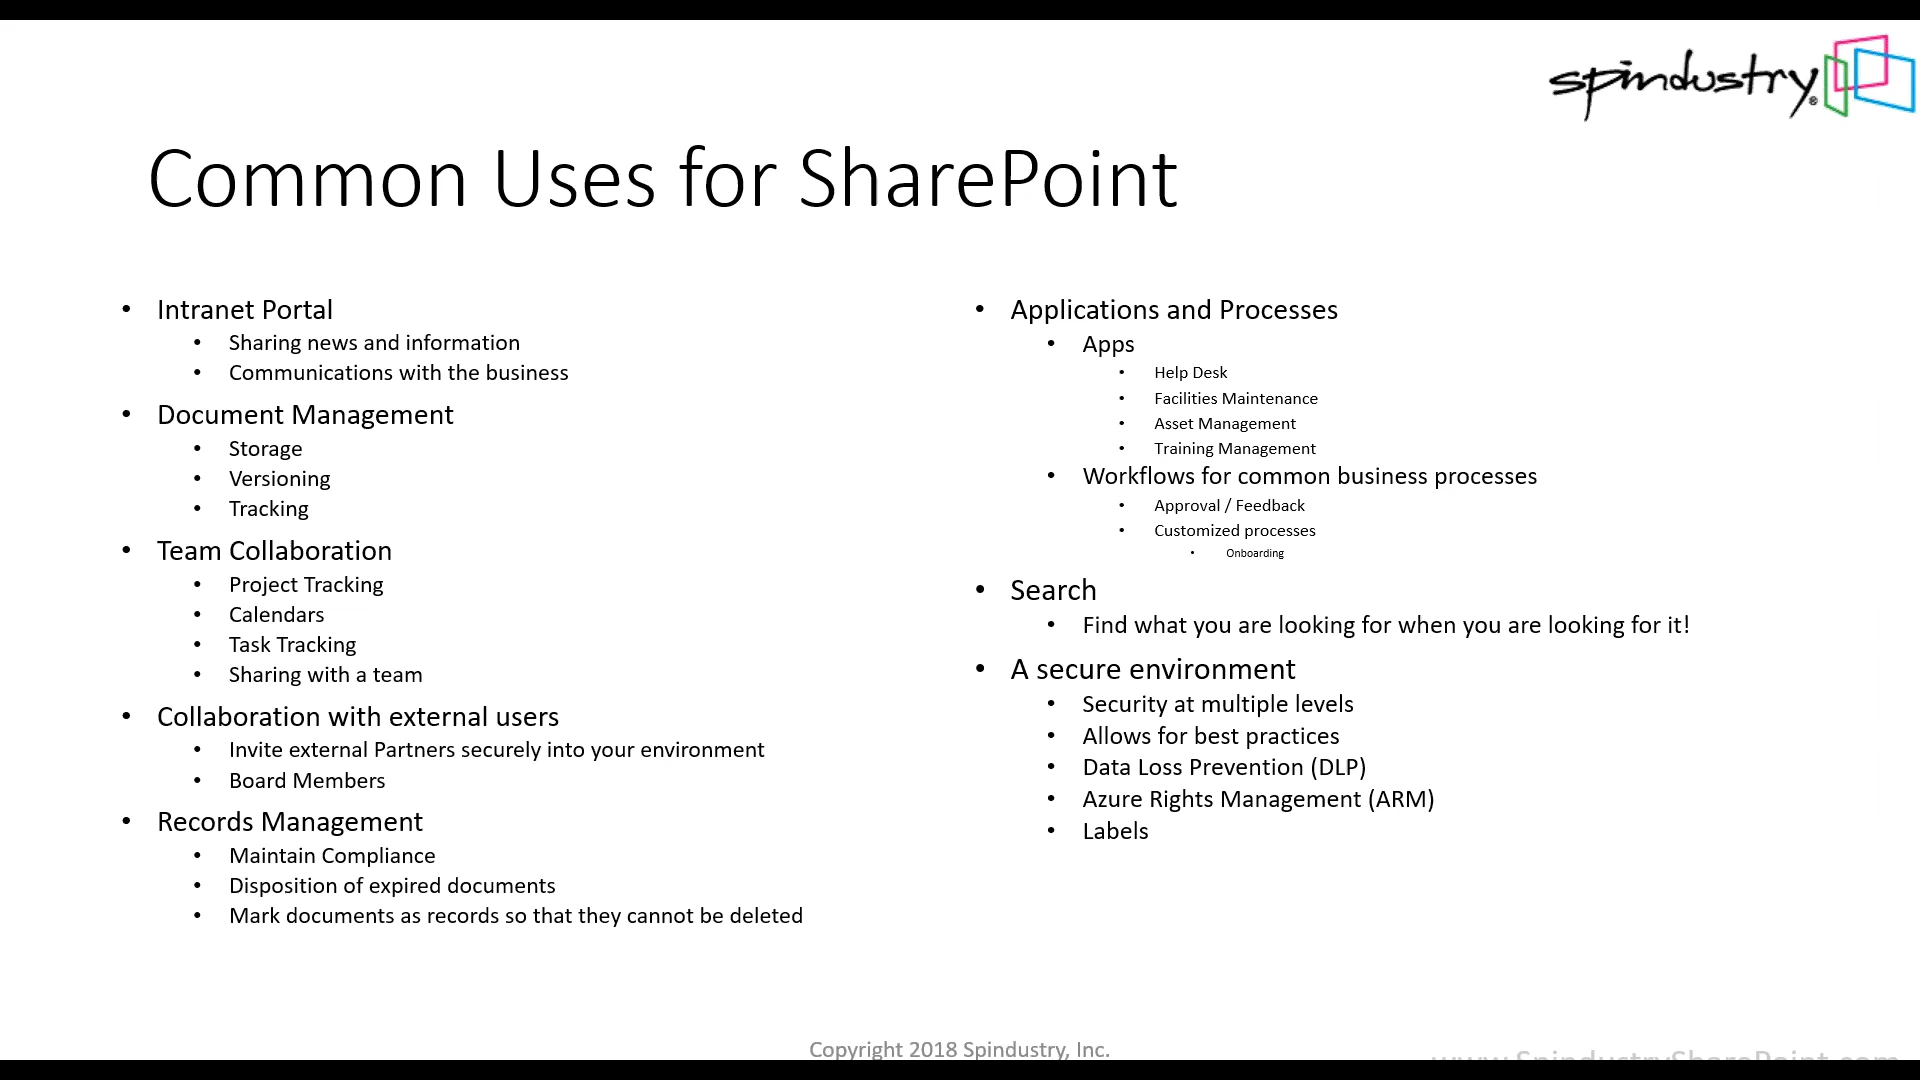 spindustry®
Common Uses for SharePoint
• Intranet Portal
• Sharing news and information
• Communications with the business
• Document Management
• Storage
• Versioning
• Tracking
• Team Collaboration
• Project Tracking
• Calendars
• Task Tracking
• Sharing with a team
• Collaboration with external users
• Invite external Partners securely into your environment
• Board Members
• Records Management
• Maintain Compliance
• Disposition of expired documents
• Mark documents as records so that they cannot be deleted
• Applications and Processes
• Apps
• Help Desk
• Facilities Maintenance
• Asset Management
• Training Management
• Workflows for common business processes
• Approval / Feedback
• Customized processes
• Onboarding
• Search
• Find what you are looking for when you are looking for it!
• A secure environment
• Security at multiple levels
• Allows for best practices
• Data Loss Prevention (DLP)
• Azure Rights Management (ARM)
• Labels
Copyright 2018 Spindustry, Inc.
www.SpindustrySharePoint.com